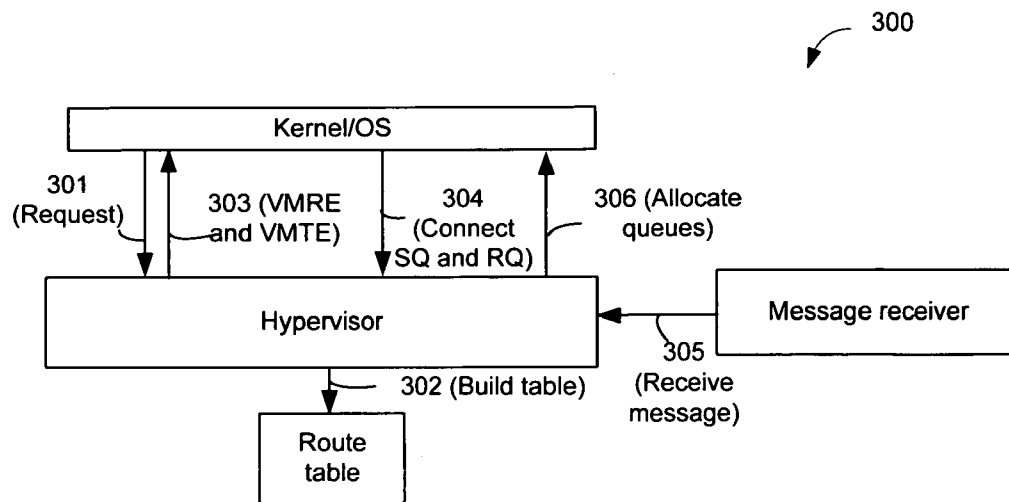 300
Kernel/OS
301
(Request)
303 (VMRE
and VMTE)
304
(Connect
SQ and RQ)
306 (Allocate
queues)
Hypervisor
Message receiver
305
(Receive
message)
302 (Build table)
Route
table